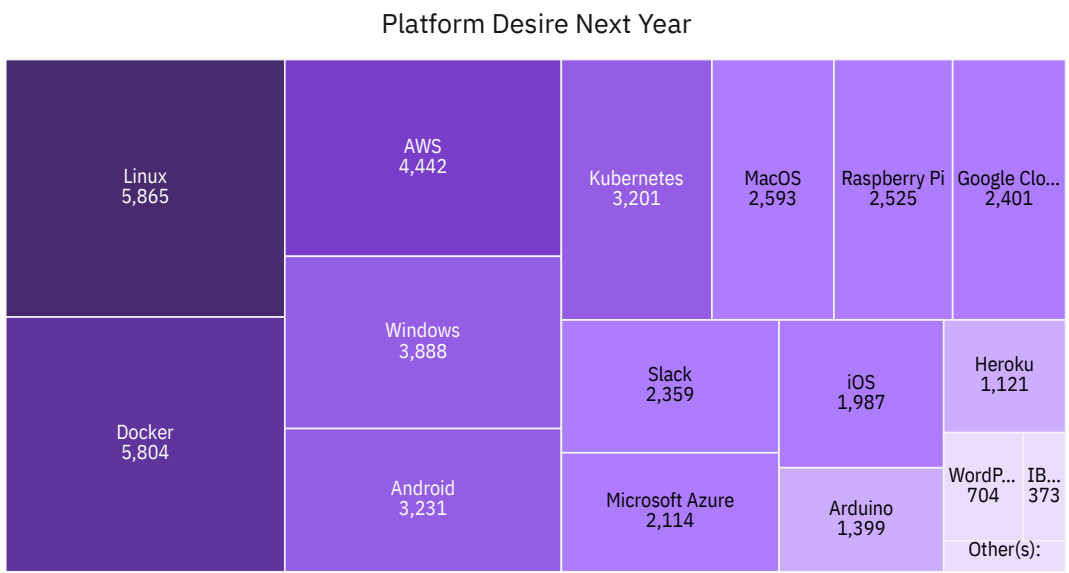 Platform Desire Next Year
Linux
5,865
Docker
5,804
AWS
4,442
Windows
3,888
Android
3,231
Kubernetes
3,201
MacOS
2,593
Raspberry Pi
2,525
Google Clo...
2,401
Slack
2,359
Microsoft Azure
2,114
iOS
1,987
Arduino
1,399
Heroku
1,121
WordP...
704
IB...
373
Other(s):